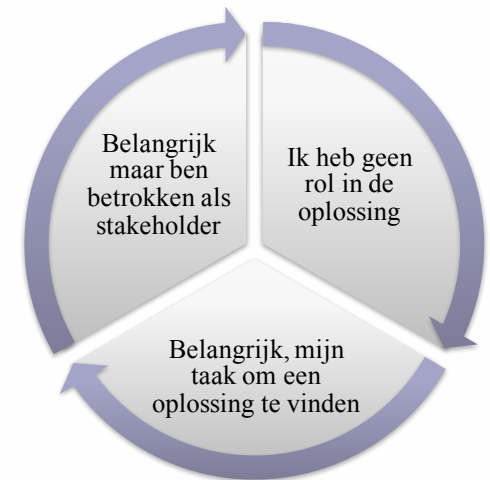 Belangrijk
maar ben
betrokken als
stakeholder
Ik heb geen
rol in de
oplossing
Belangrijk, mijn
taak om een
oplossing te vinden